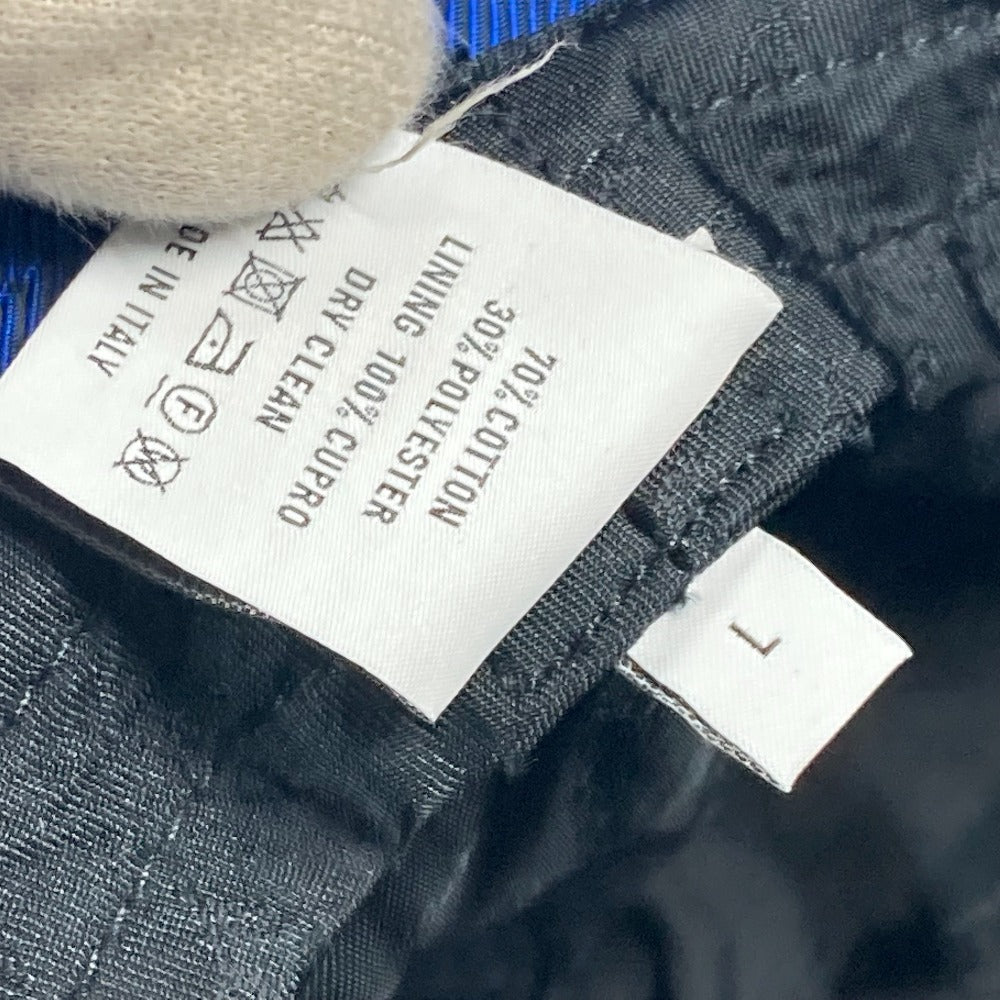 70% COTTON
30% POLYESTER
LINING 100% CUPRO
DRY CLEAN
W F
DE IN ITALY
L